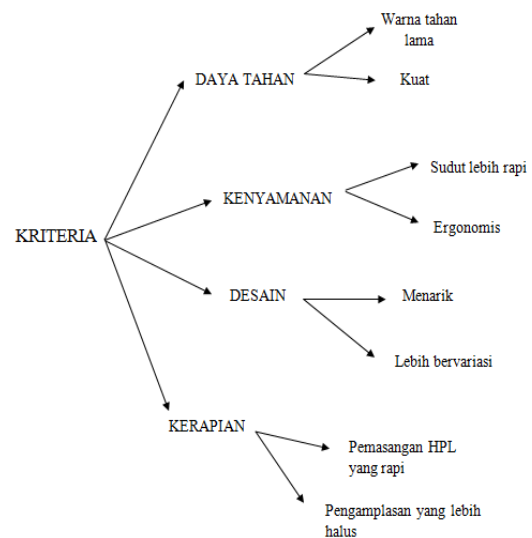 Warna tahan
lama
DAYA TAHAN
Kuat
Sudut lebih rapi
KENYAMANAN
Ergonomis
KRITERIA
DESAIN
Menarik
Lebih bervariasi
KERAPIAN
Pemasangan HPL
yang rapi
Pengamplasan yang lebih
halus